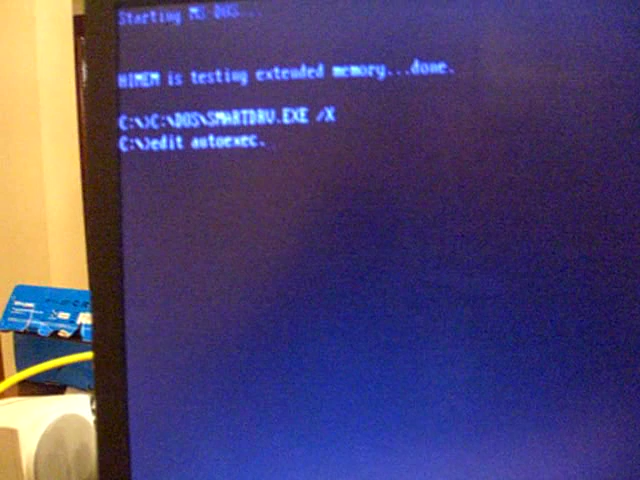 Starting MS-DOS...
HIMEM is testing extended memory...done.
C:\>C:\DOS\SMARTDRV.EXE /X
C:\>edit autoexec.